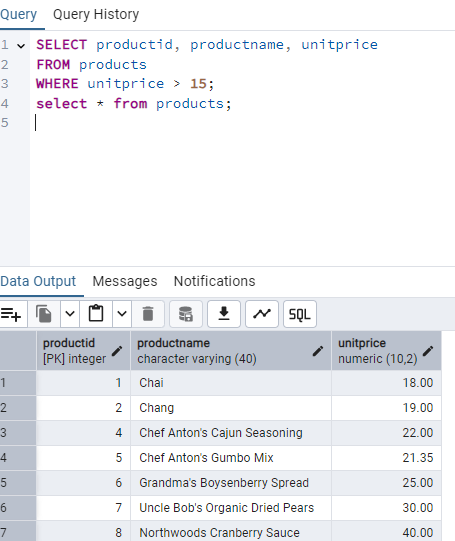 Query Query History
1 SELECT productid, productname, unitprice
2 FROM products
3 WHERE unitprice > 15;
4 select * from products;
5
Data Output Messages Notifications
SQL
productid productname unitprice
[PK] integer character varying (40) numeric (10,2)
1 1 Chai 18.00
2 2 Chang 19.00
3 4 Chef Anton's Cajun Seasoning 22.00
4 5 Chef Anton's Gumbo Mix 21.35
5 6 Grandma's Boysenberry Spread 25.00
6 7 Uncle Bob's Organic Dried Pears 30.00
7 8 Northwoods Cranberry Sauce 40.00